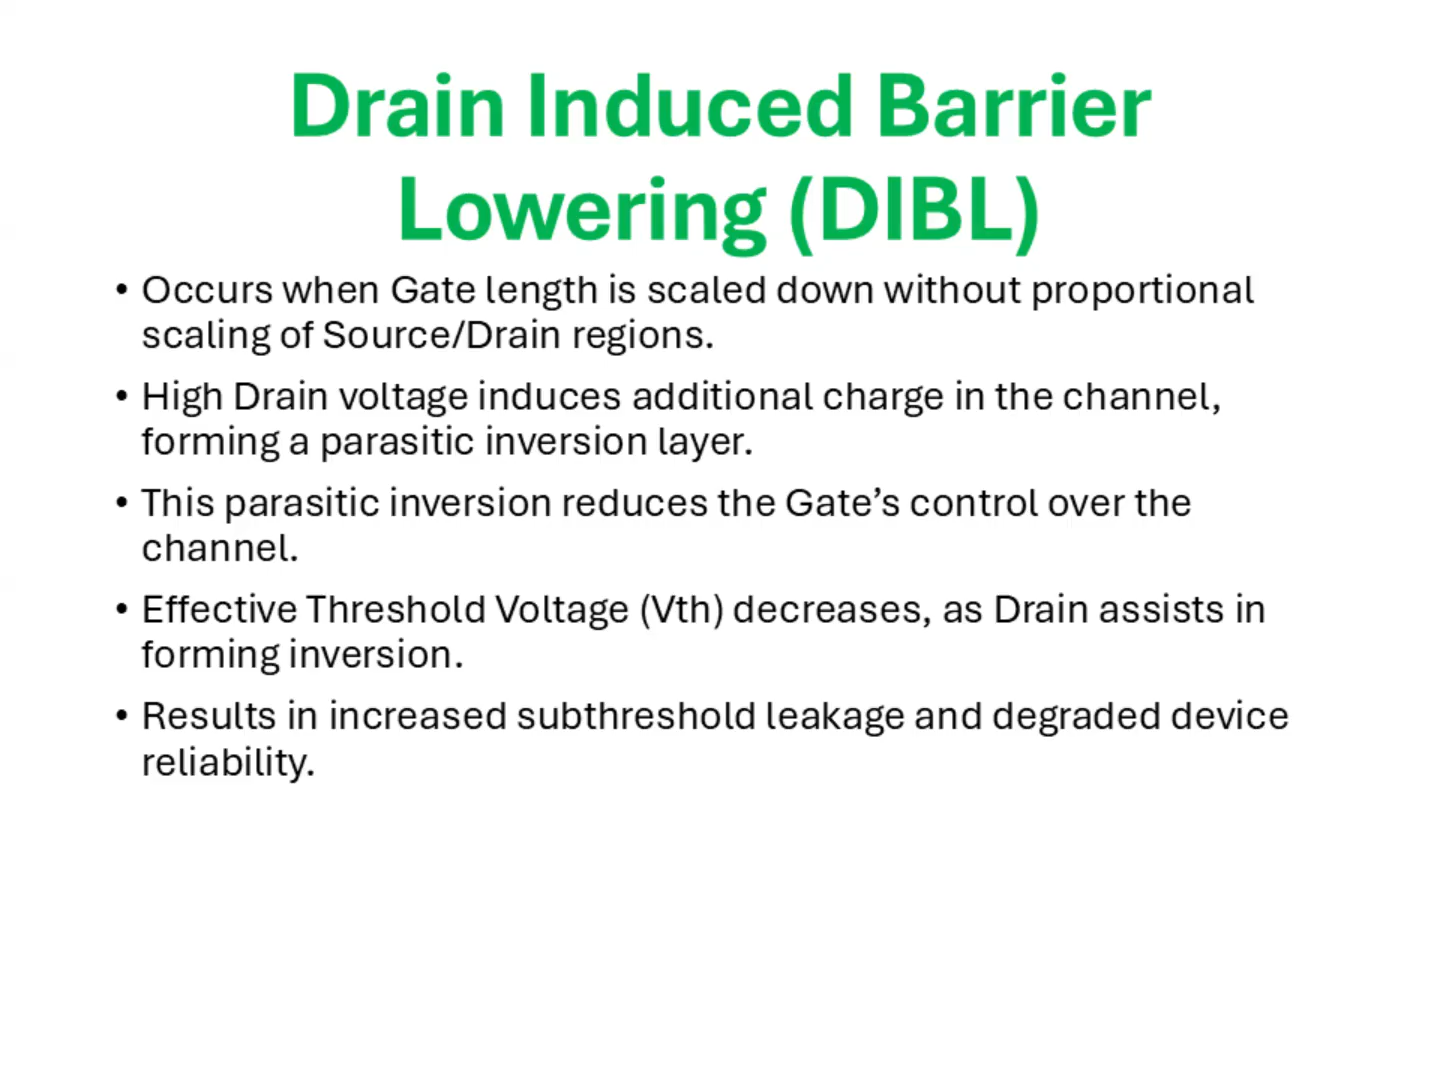 Drain Induced Barrier
Lowering (DIBL)
• Occurs when Gate length is scaled down without proportional
scaling of Source/Drain regions.
• High Drain voltage induces additional charge in the channel,
forming a parasitic inversion layer.
• This parasitic inversion reduces the Gate’s control over the
channel.
• Effective Threshold Voltage (Vth) decreases, as Drain assists in
forming inversion.
• Results in increased subthreshold leakage and degraded device
reliability.